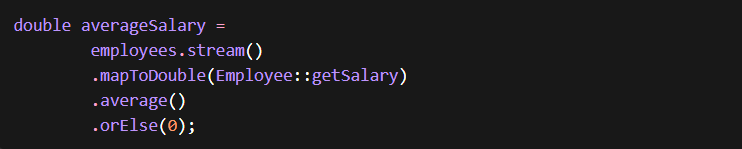 double averageSalary =
        employees.stream()
        .mapToDouble(Employee::getSalary)
        .average()
        .orElse(0);